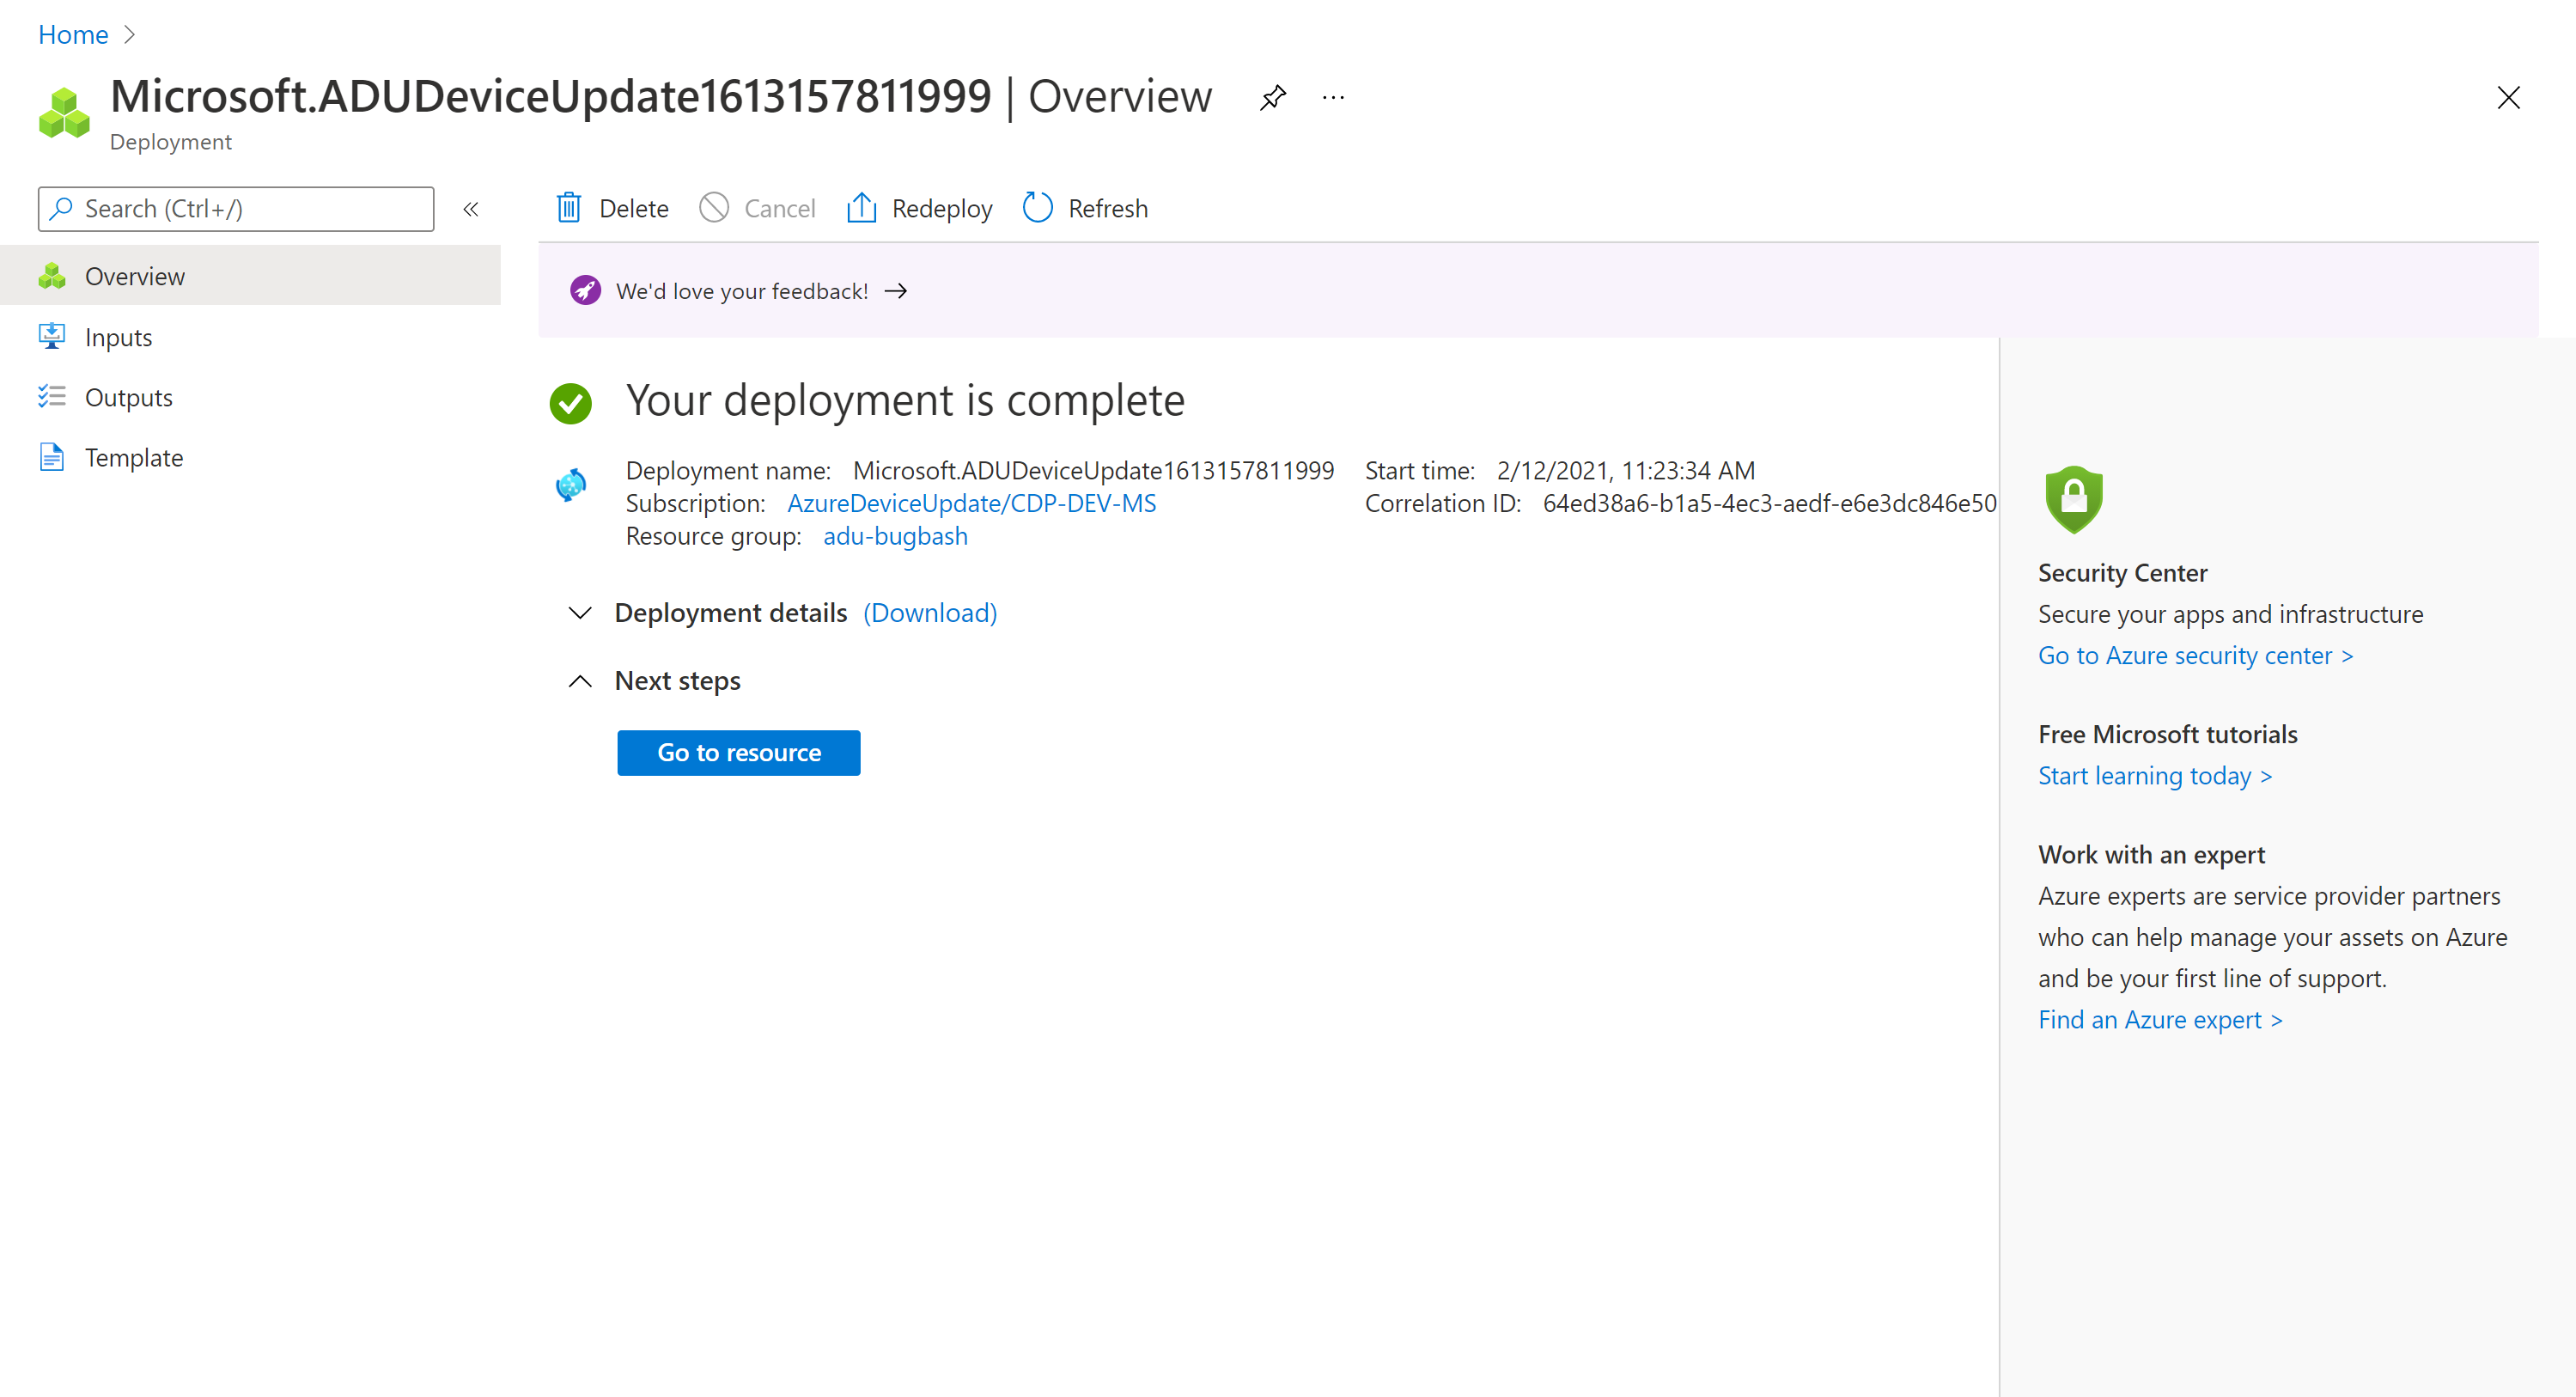 Home
Microsoft.ADUDeviceUpdate1613157811999 | Overview
Deployment
Search (Ctrl+/)
Overview
Inputs
Outputs
Template
Delete Cancel Redeploy Refresh
We'd love your feedback!
Your deployment is complete
Deployment name: Microsoft.ADUDeviceUpdate1613157811999 Start time: 2/12/2021, 11:23:34 AM
Subscription: AzureDeviceUpdate/CDP-DEV-MS Correlation ID: 64ed38a6-b1a5-4ec3-aedf-e6e3dc846e50
Resource group: adu-bugbash
Deployment details (Download)
Next steps
Go to resource
Security Center
Secure your apps and infrastructure
Go to Azure security center >
Free Microsoft tutorials
Start learning today >
Work with an expert
Azure experts are service provider partners
who can help manage your assets on Azure
and be your first line of support.
Find an Azure expert >